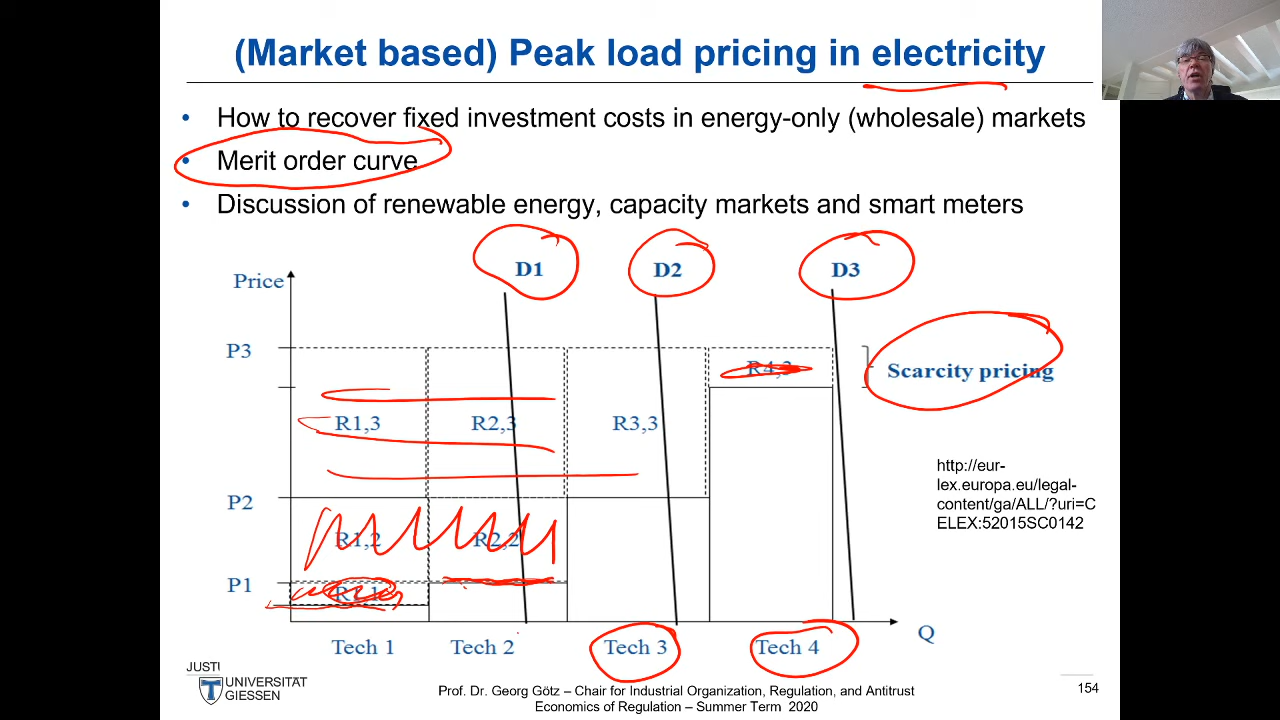 (Market based) Peak load pricing in electricity
• How to recover fixed investment costs in energy-only (wholesale) markets
• Merit order curve
• Discussion of renewable energy, capacity markets and smart meters
D1 D2 D3
Price
P3
Scarcity pricing
R1,3 R2,3 R3,3
http://eur-
lex.europa.eu/legal-
content/ga/ALL/?uri=C
ELEX:52015SC0142
P2
R1,2 R2,2
P1
Q
Tech 1 Tech 2 Tech 3 Tech 4
JUSTI
UNIVERSITÄT
GIESSEN
Prof. Dr. Georg Götz – Chair for Industrial Organization, Regulation, and Antitrust
Economics of Regulation – Summer Term 2020
154